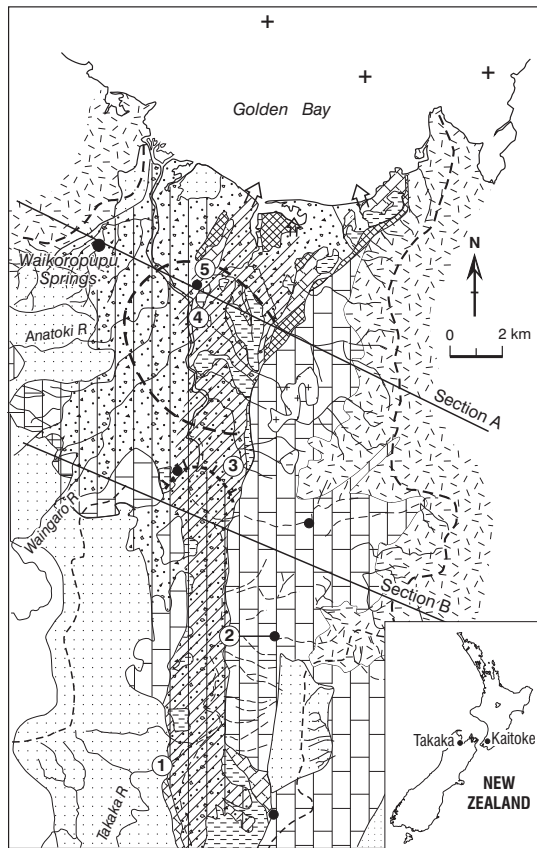 Golden Bay
N
Waikoropupu
Springs
5
4
Anatoki R
0 2 km
Section A
3
Waingaro R
Section B
2
1
Takaka R
Takaka
Kaitoke
NEW
ZEALAND